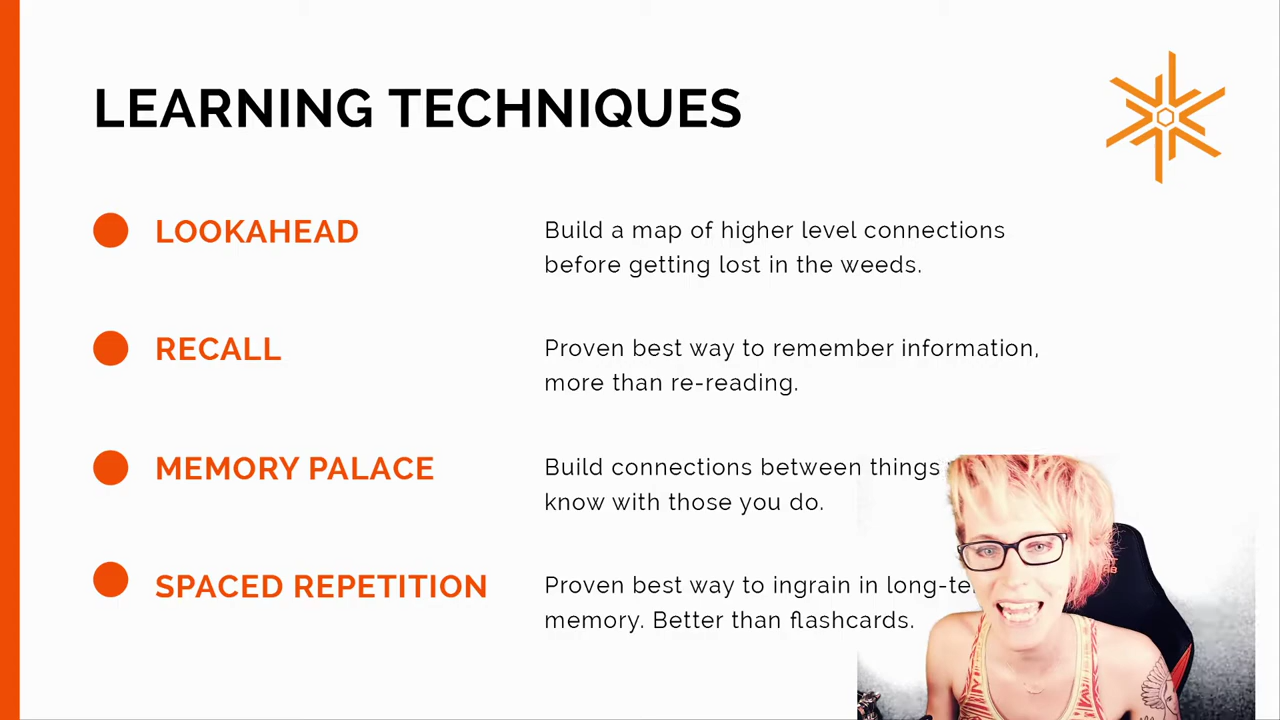 LEARNING TECHNIQUES
LOOKAHEAD
Build a map of higher level connections
before getting lost in the weeds.
RECALL
Proven best way to remember information,
more than re-reading.
MEMORY PALACE
Build connections between things
know with those you do.
SPACED REPETITION
Proven best way to ingrain in
memory. Better than flashcards.